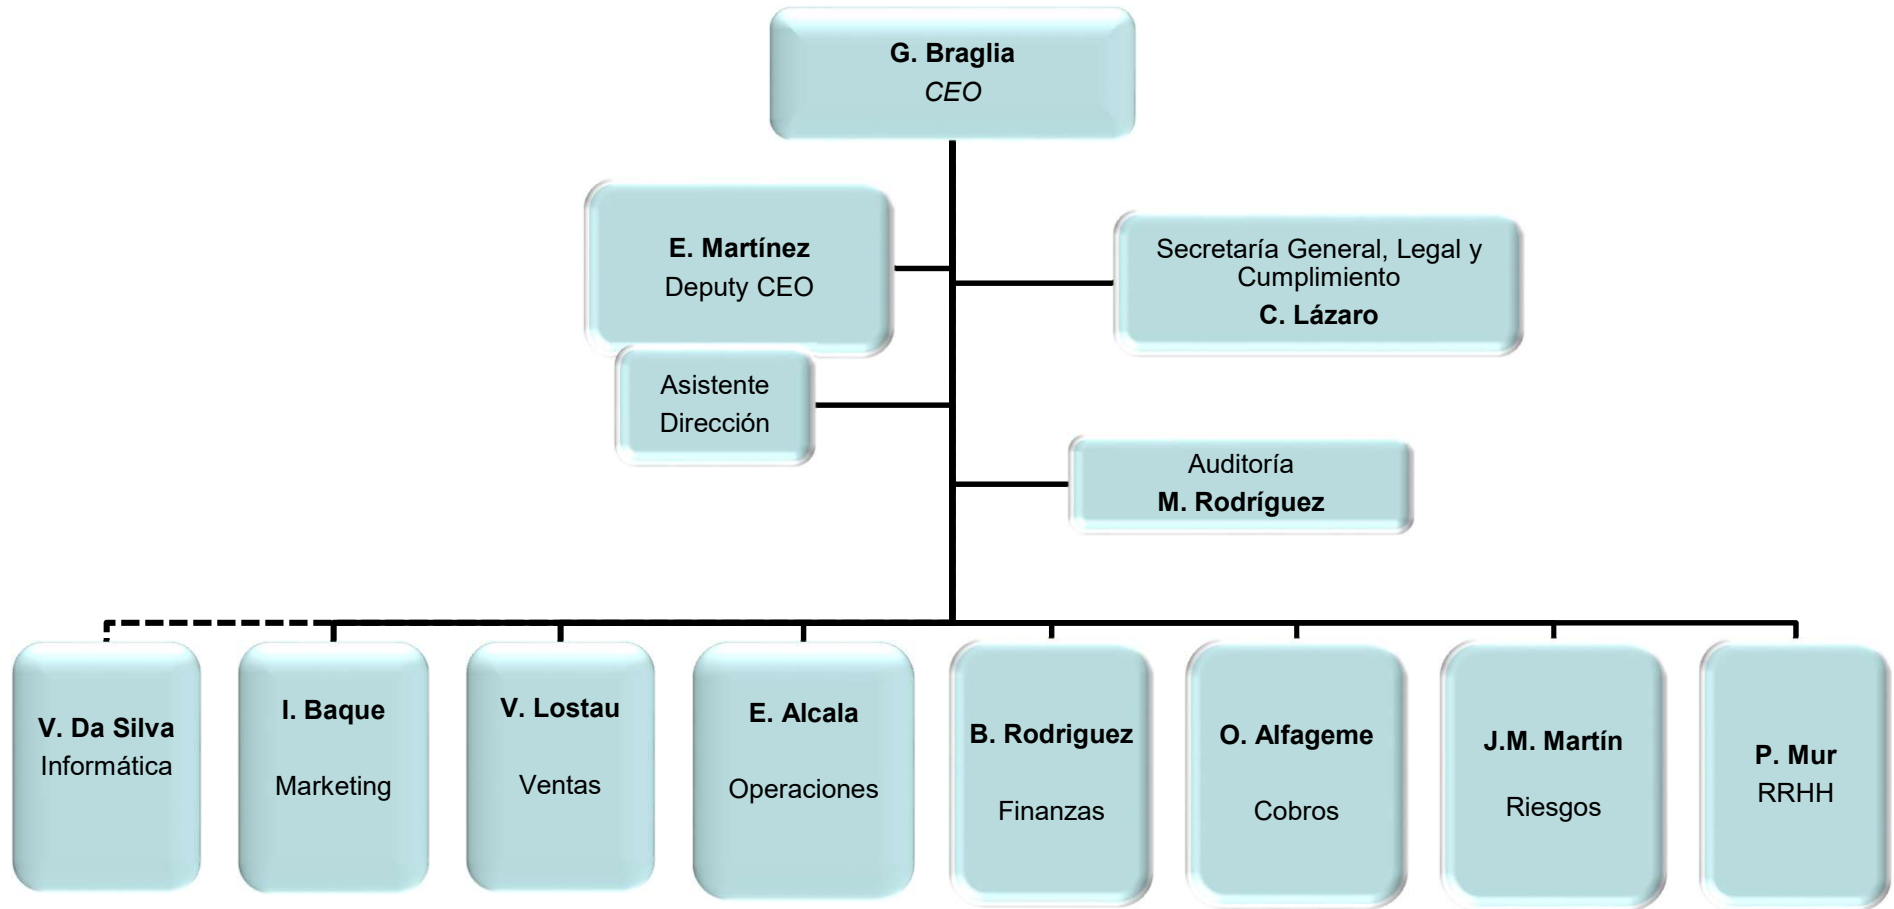 G. Braglia
CEO
E. Martínez
Deputy CEO
Secretaría General, Legal y
Cumplimiento
C. Lázaro
Asistente
Dirección
Auditoría
M. Rodríguez
V. Da Silva
Informática
I. Baque
Marketing
V. Lostau
Ventas
E. Alcala
Operaciones
B. Rodriguez
Finanzas
O. Alfageme
Cobros
J.M. Martín
Riesgos
P. Mur
RRHH